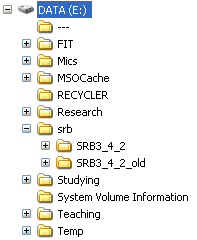 DATA (E:)
---
FIT
Mics
MSOCache
RECYCLER
Research
srb
SRB3_4_2
SRB3_4_2_old
Studying
System Volume Information
Teaching
Temp